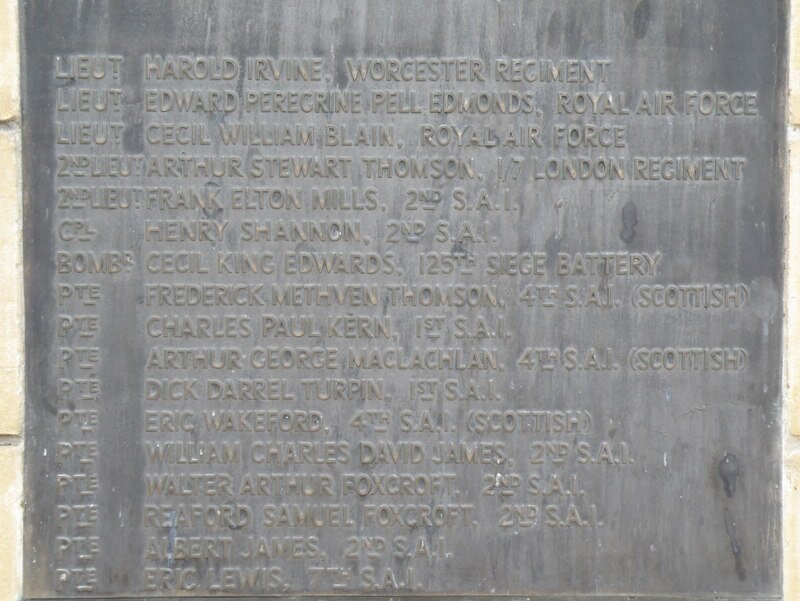 LIEUT HAROLD IRVINE, WORCESTER REGIMENT
LIEUT EDWARD PEREGRINE PELL EDMONDS, ROYAL AIR FORCE
LIEUT CECIL WILLIAM BLAIN, ROYAL AIR FORCE
2ND LIEUT ARTHUR STEWART THOMSON, 1/7 LONDON REGIMENT
2ND LIEUT FRANK ELTON MILLS, 2ND S.A.I.
CPL HENRY SHANNON, 2ND S.A.I.
BOMBR CECIL KING EDWARDS, 125TH SIEGE BATTERY
PTE FREDERICK METHVEN THOMSON, 4TH S.A.I. (SCOTTISH)
PTE CHARLES PAUL KERN, 1ST S.A.I.
PTE ARTHUR GEORGE MACLACHLAN, 4TH S.A.I. (SCOTTISH)
PTE DICK DARREL TURPIN, 1ST S.A.I.
PTE ERIC WAKEFORD, 4TH S.A.I. (SCOTTISH)
PTE WILLIAM CHARLES DAVID JAMES, 2ND S.A.I.
PTE WALTER ARTHUR FOXCROFT, 2ND S.A.I.
PTE REAFORD SAMUEL FOXCROFT, 2ND S.A.I.
PTE ALBERT JAMES, 2ND S.A.I.
PTE ERIC LEWIS, 7TH S.A.I.